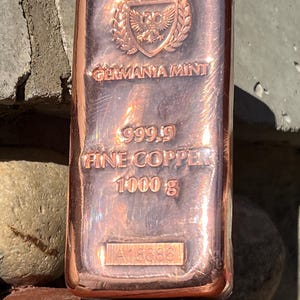 GERMANIA MINT
999.9
FINE COPPER
1000 g